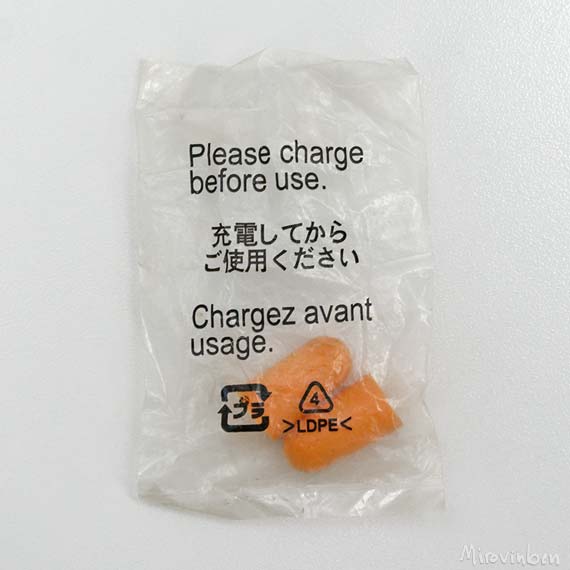 Please charge
before use.
充電してから
ご使用ください
Chargez avant
usage.
プラ
4
>LDPE<
Miravinben